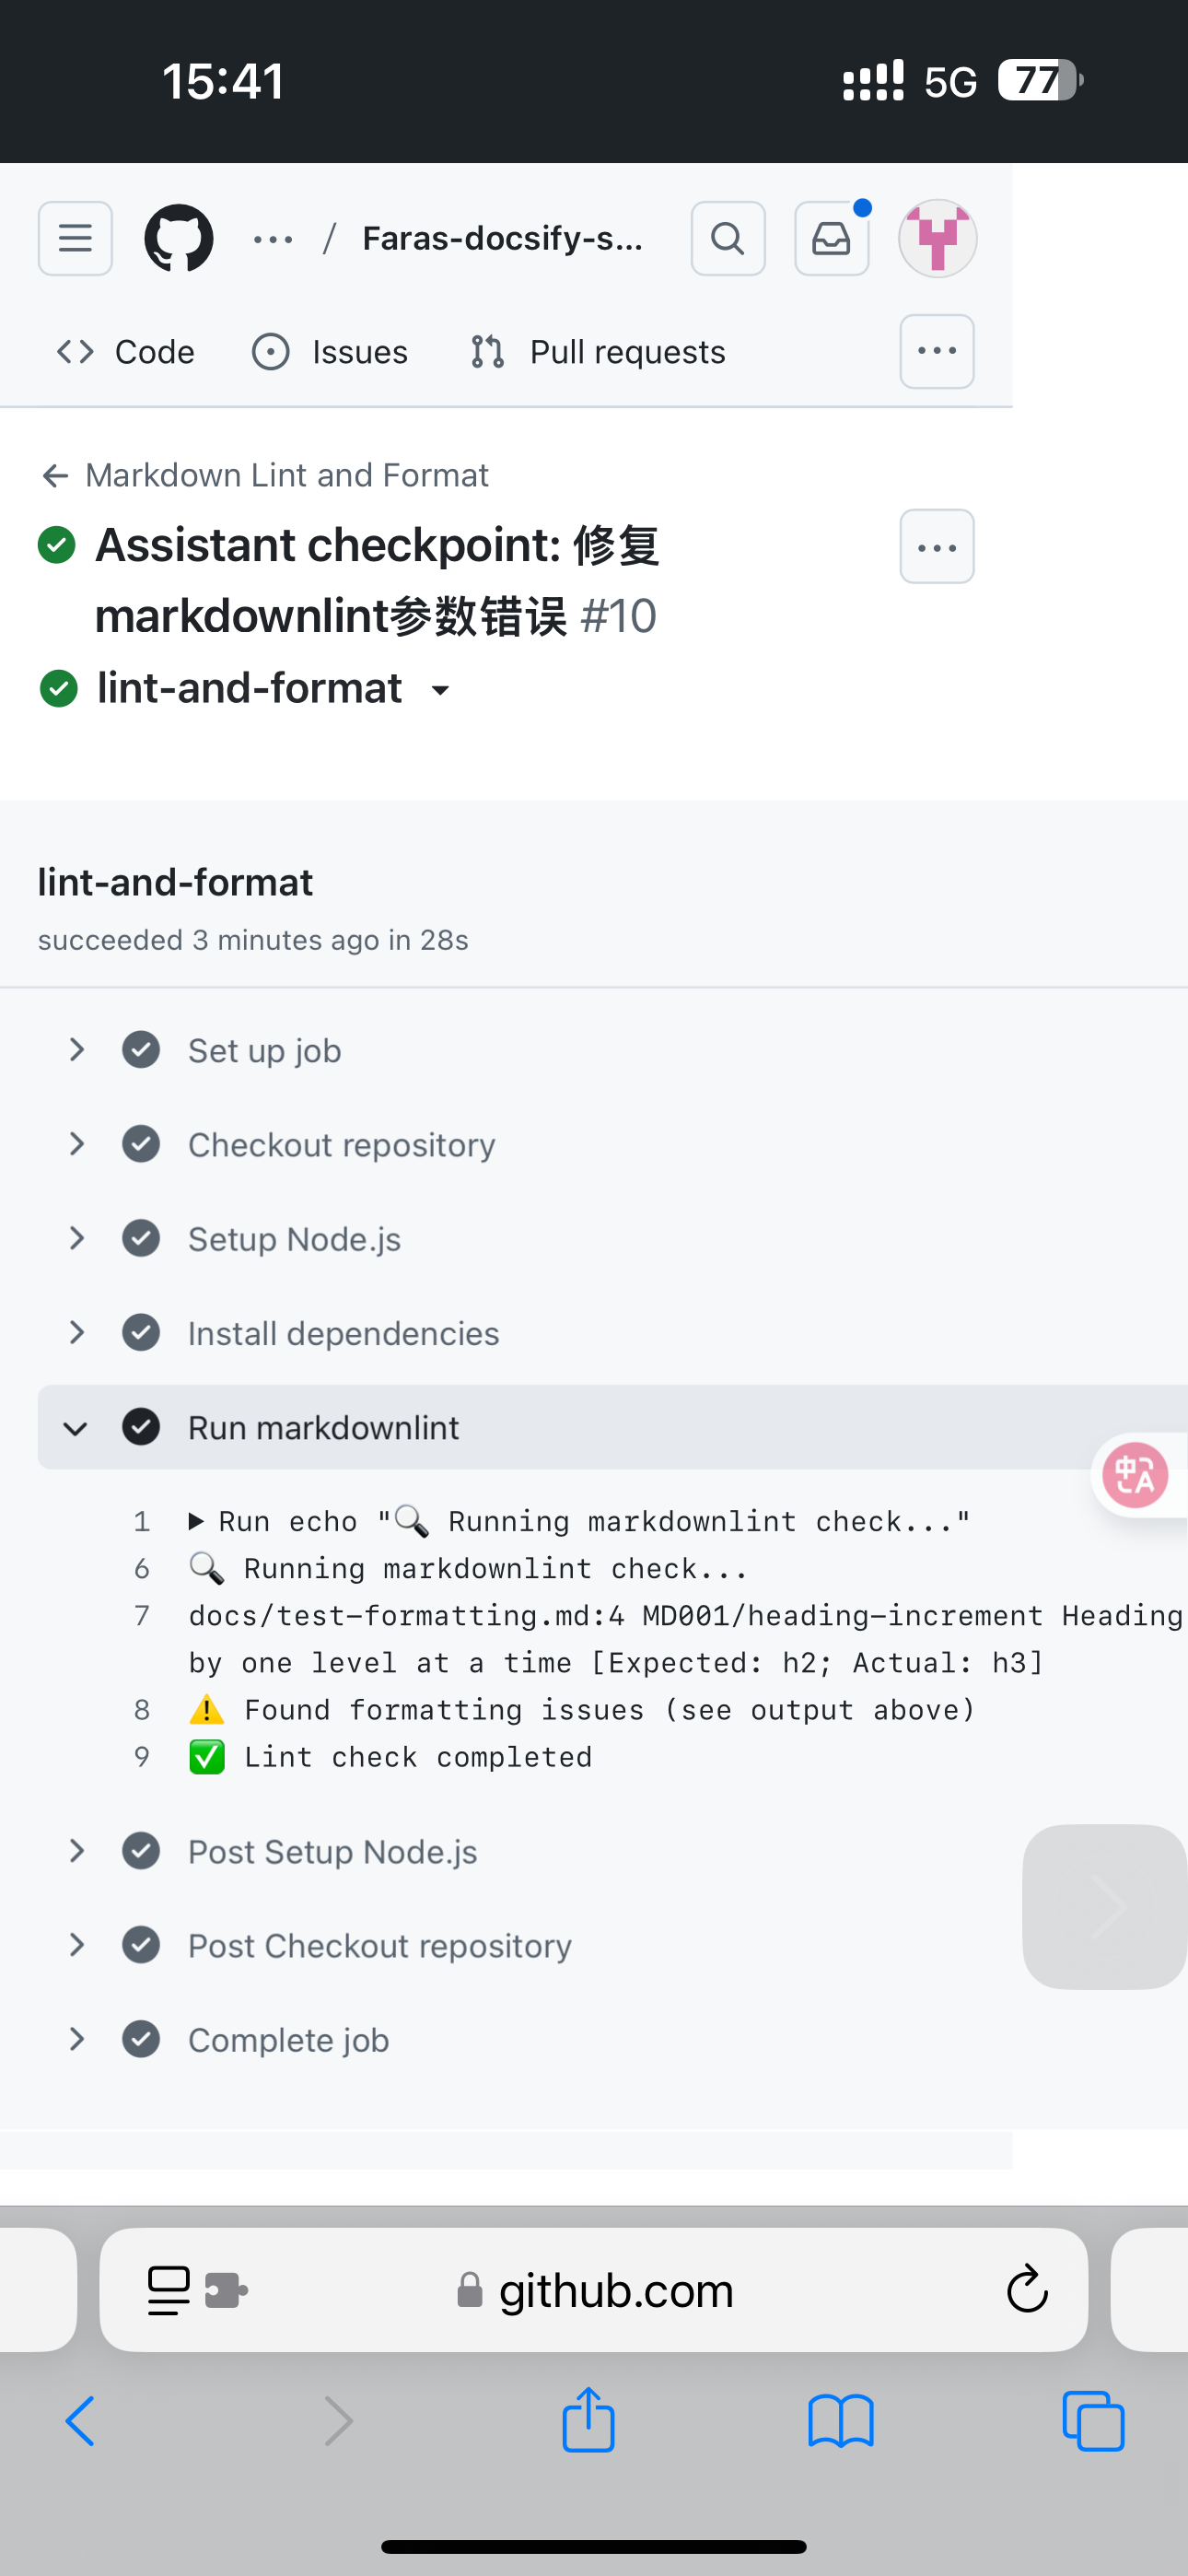 15:41 5G 77
… / Faras-docsify-s...
Code Issues Pull requests
← Markdown Lint and Format
Assistant checkpoint: 修复
markdownlint参数错误 #10
lint-and-format
lint-and-format
succeeded 3 minutes ago in 28s
Set up job
Checkout repository
Setup Node.js
Install dependencies
Run markdownlint
中A
1 ▶ Run echo "🔍 Running markdownlint check..."
6 🔍 Running markdownlint check...
7 docs/test-formatting.md:4 MD001/heading-increment Heading
by one level at a time [Expected: h2; Actual: h3]
8 ⚠️ Found formatting issues (see output above)
9 ✅ Lint check completed
Post Setup Node.js
Post Checkout repository
Complete job
github.com